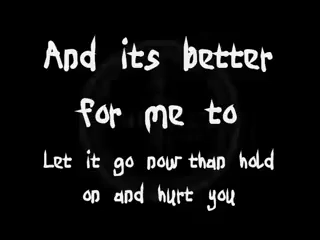 And its better
for me to
Let it go now than hold
on and hurt you